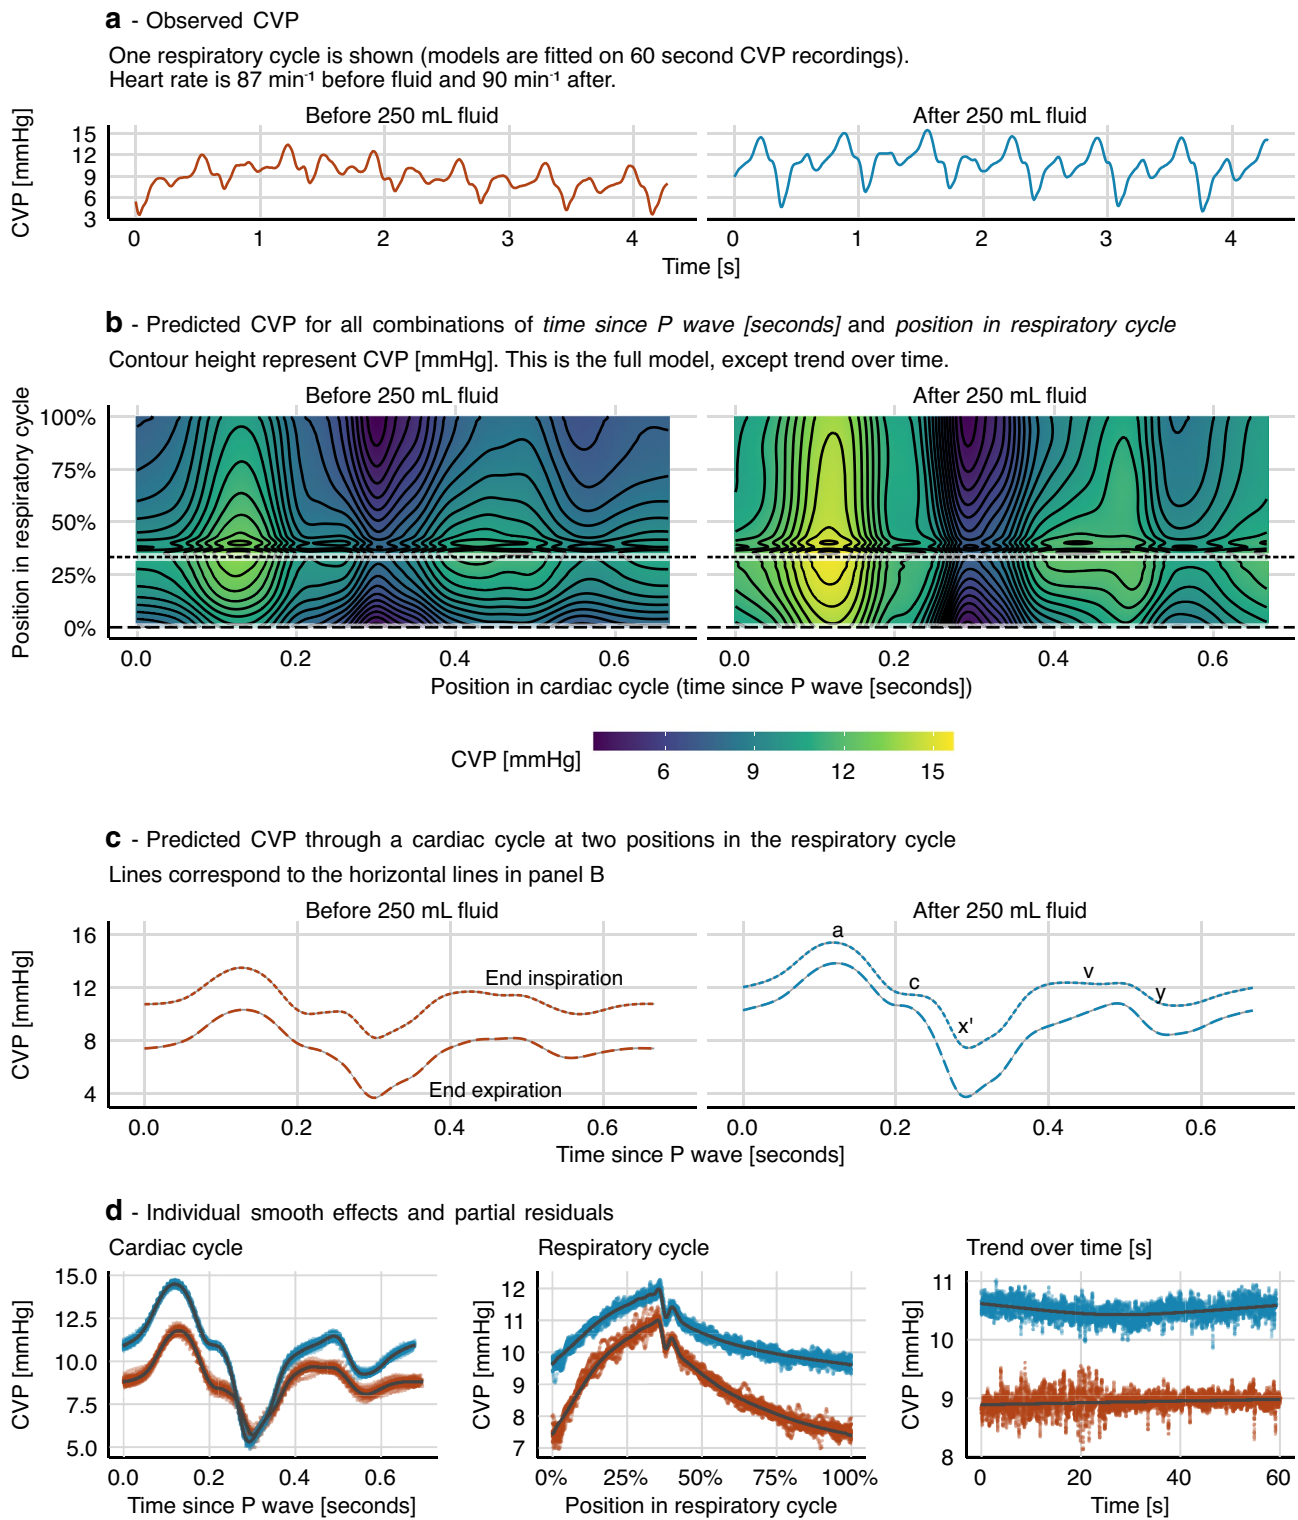 a - Observed CVP
One respiratory cycle is shown (models are fitted on 60 second CVP recordings).
Heart rate is 87 min⁻¹ before fluid and 90 min⁻¹ after.
Before 250 mL fluid After 250 mL fluid
CVP [mmHg]
15
12
9
6
3
0 1 2 3 4 0 1 2 3 4
Time [s]
b - Predicted CVP for all combinations of time since P wave [seconds] and position in respiratory cycle
Contour height represent CVP [mmHg]. This is the full model, except trend over time.
Before 250 mL fluid After 250 mL fluid
Position in respiratory cycle
100%
75%
50%
25%
0%
0.0 0.2 0.4 0.6 0.0 0.2 0.4 0.6
Position in cardiac cycle (time since P wave [seconds])
CVP [mmHg]
6 9 12 15
c - Predicted CVP through a cardiac cycle at two positions in the respiratory cycle
Lines correspond to the horizontal lines in panel B
Before 250 mL fluid After 250 mL fluid
CVP [mmHg]
16
12
8
4
End inspiration
End expiration
a
c
x'
v
y
0.0 0.2 0.4 0.6 0.0 0.2 0.4 0.6
Time since P wave [seconds]
d - Individual smooth effects and partial residuals
Cardiac cycle
CVP [mmHg]
15.0
12.5
10.0
7.5
5.0
0.0 0.2 0.4 0.6
Time since P wave [seconds]
Respiratory cycle
CVP [mmHg]
12
11
10
9
8
7
0% 25% 50% 75% 100%
Position in respiratory cycle
Trend over time [s]
CVP [mmHg]
11
10
9
8
0 20 40 60
Time [s]